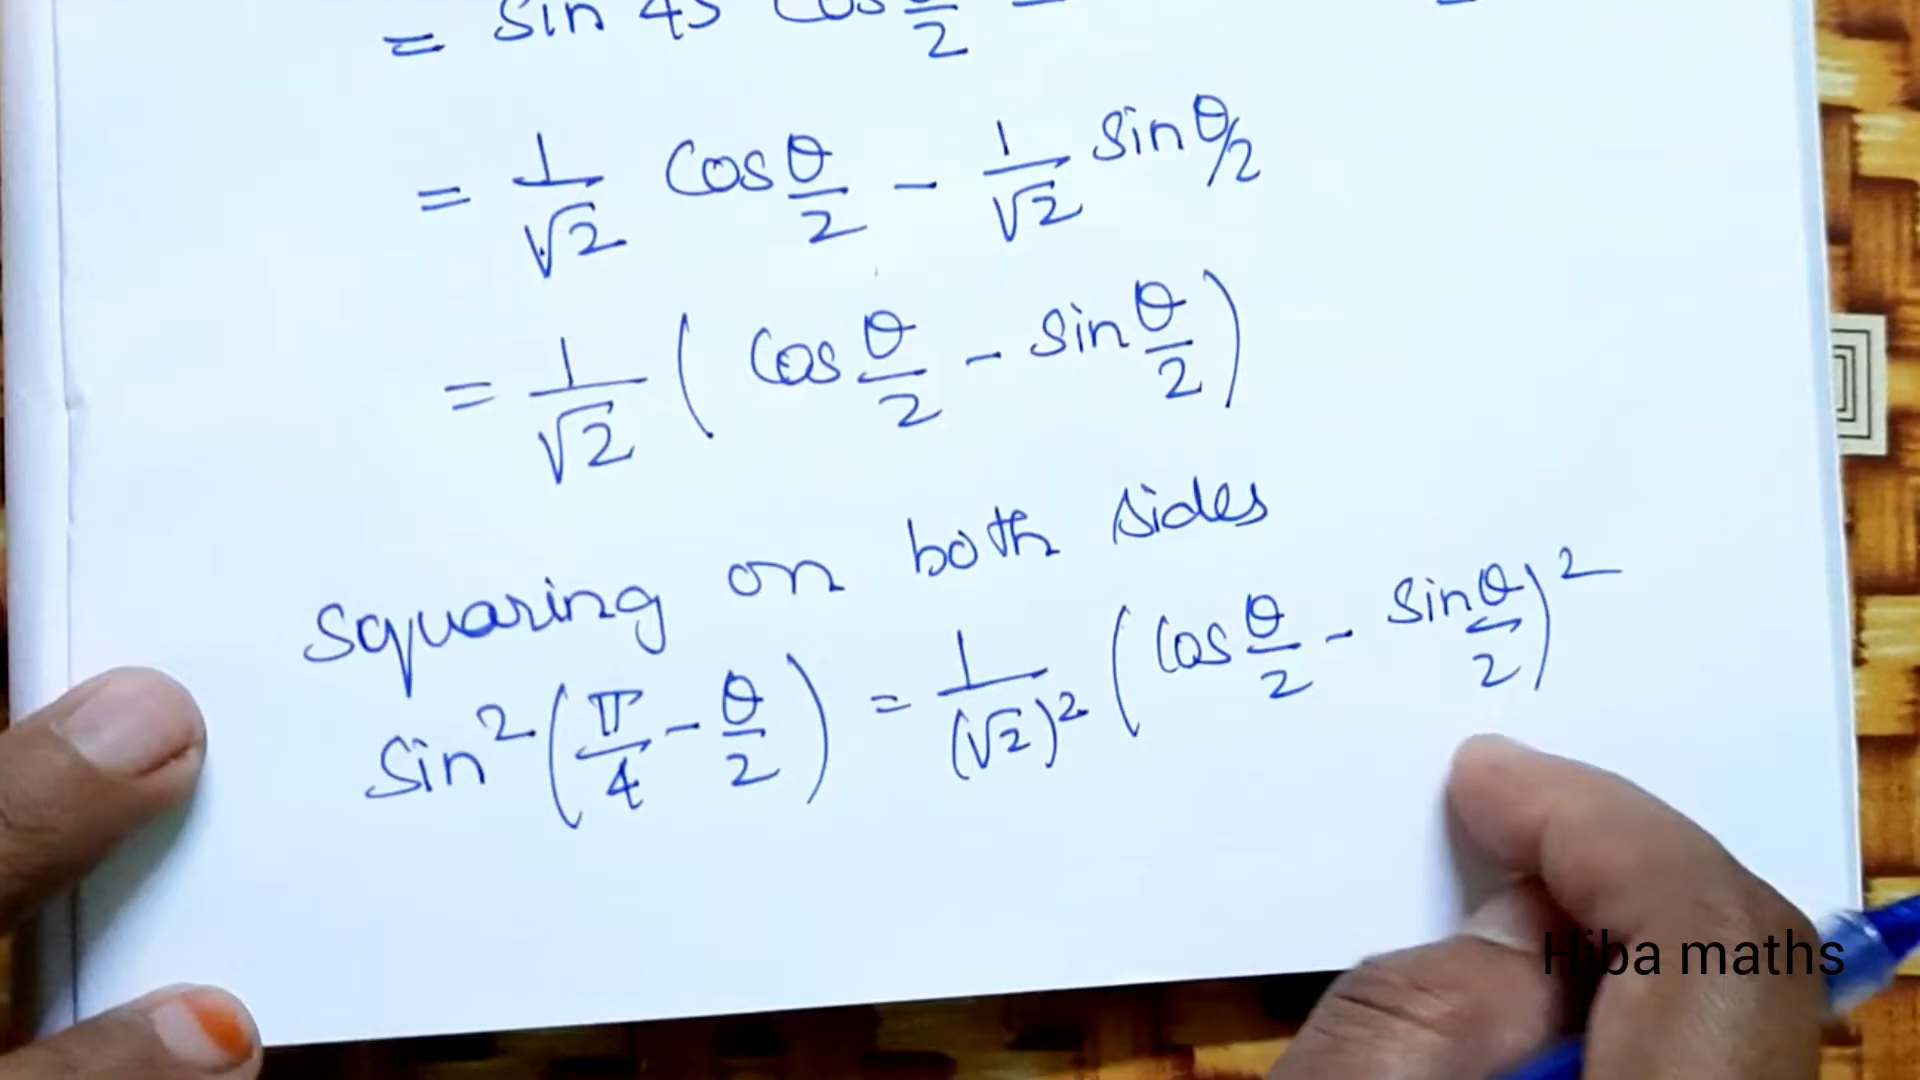 = sin 45 cos θ/2
= 1/√2 cos θ/2 - 1/√2 sin θ/2
= 1/√2 ( cos θ/2 - sin θ/2 )
squaring on both sides
sin² ( π/4 - θ/2 ) = 1/(√2)² ( cos θ/2 - sin θ/2 )²
Hiba maths